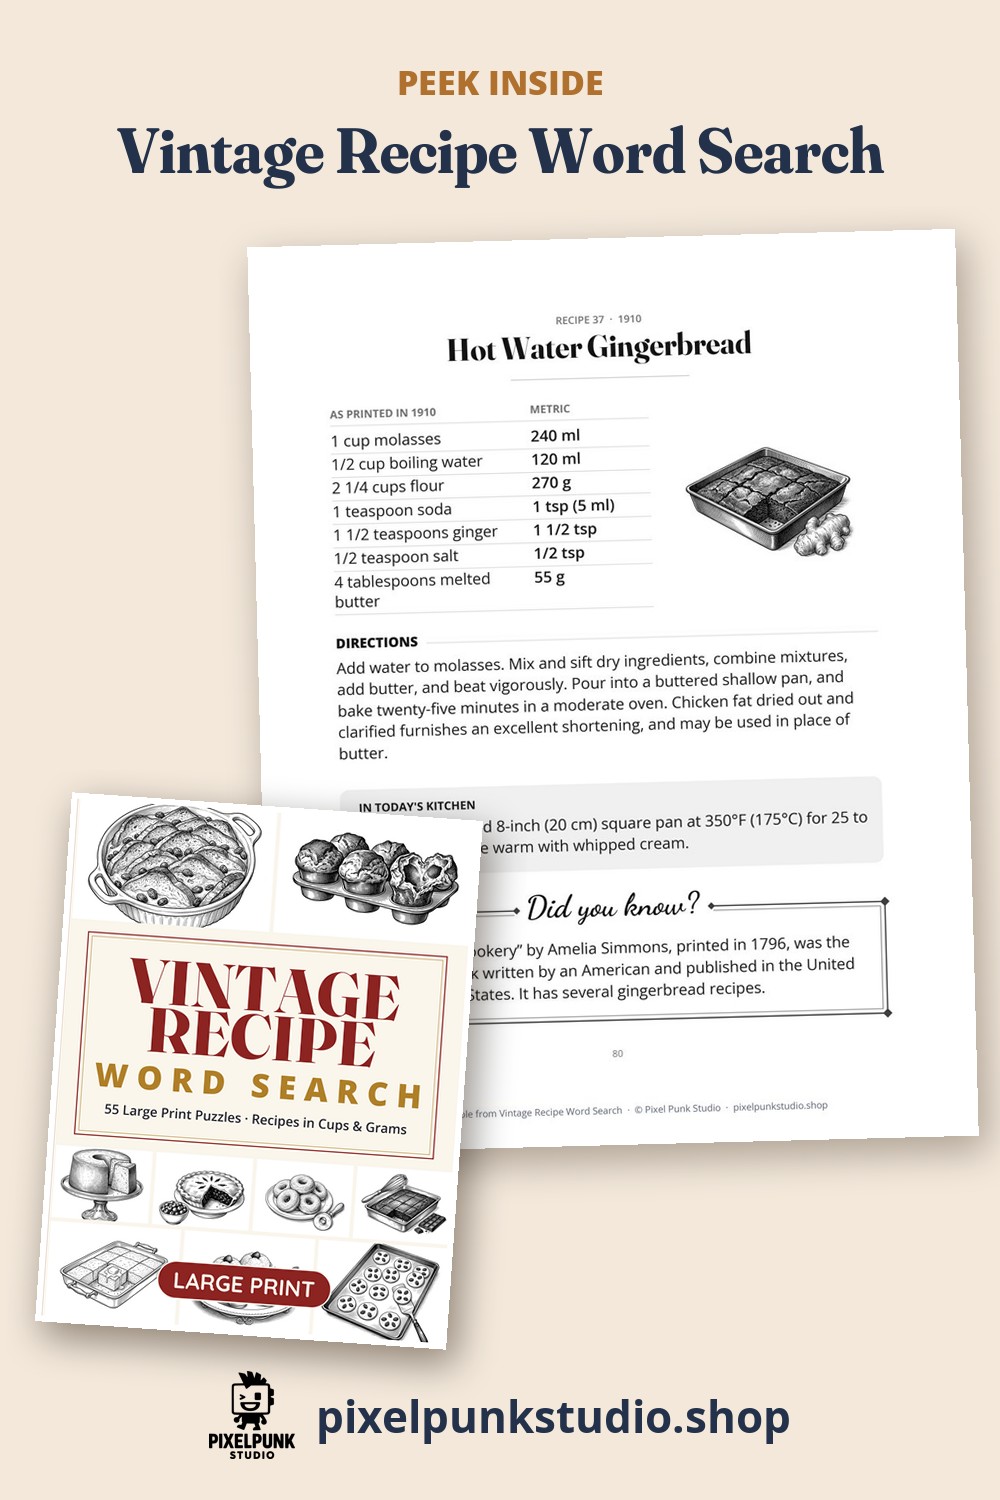 PEEK INSIDE
Vintage Recipe Word Search
RECIPE 37 · 1910
Hot Water Gingerbread
AS PRINTED IN 1910 METRIC
1 cup molasses 240 ml
1/2 cup boiling water 120 ml
2 1/4 cups flour 270 g
1 teaspoon soda 1 tsp (5 ml)
1 1/2 teaspoons ginger 1 1/2 tsp
1/2 teaspoon salt 1/2 tsp
4 tablespoons melted 55 g
butter
DIRECTIONS
Add water to molasses. Mix and sift dry ingredients, combine mixtures,
add butter, and beat vigorously. Pour into a buttered shallow pan, and
bake twenty-five minutes in a moderate oven. Chicken fat dried out and
clarified furnishes an excellent shortening, and may be used in place of
butter.
IN TODAY'S KITCHEN
8-inch (20 cm) square pan at 350°F (175°C) for 25 to
warm with whipped cream.
Did you know?
by Amelia Simmons, printed in 1796, was the
written by an American and published in the United
States. It has several gingerbread recipes.
80
from Vintage Recipe Word Search · © Pixel Punk Studio · pixelpunkstudio.shop
VINTAGE
RECIPE
WORD SEARCH
55 Large Print Puzzles · Recipes in Cups & Grams
LARGE PRINT
PIXELPUNK
STUDIO
pixelpunkstudio.shop